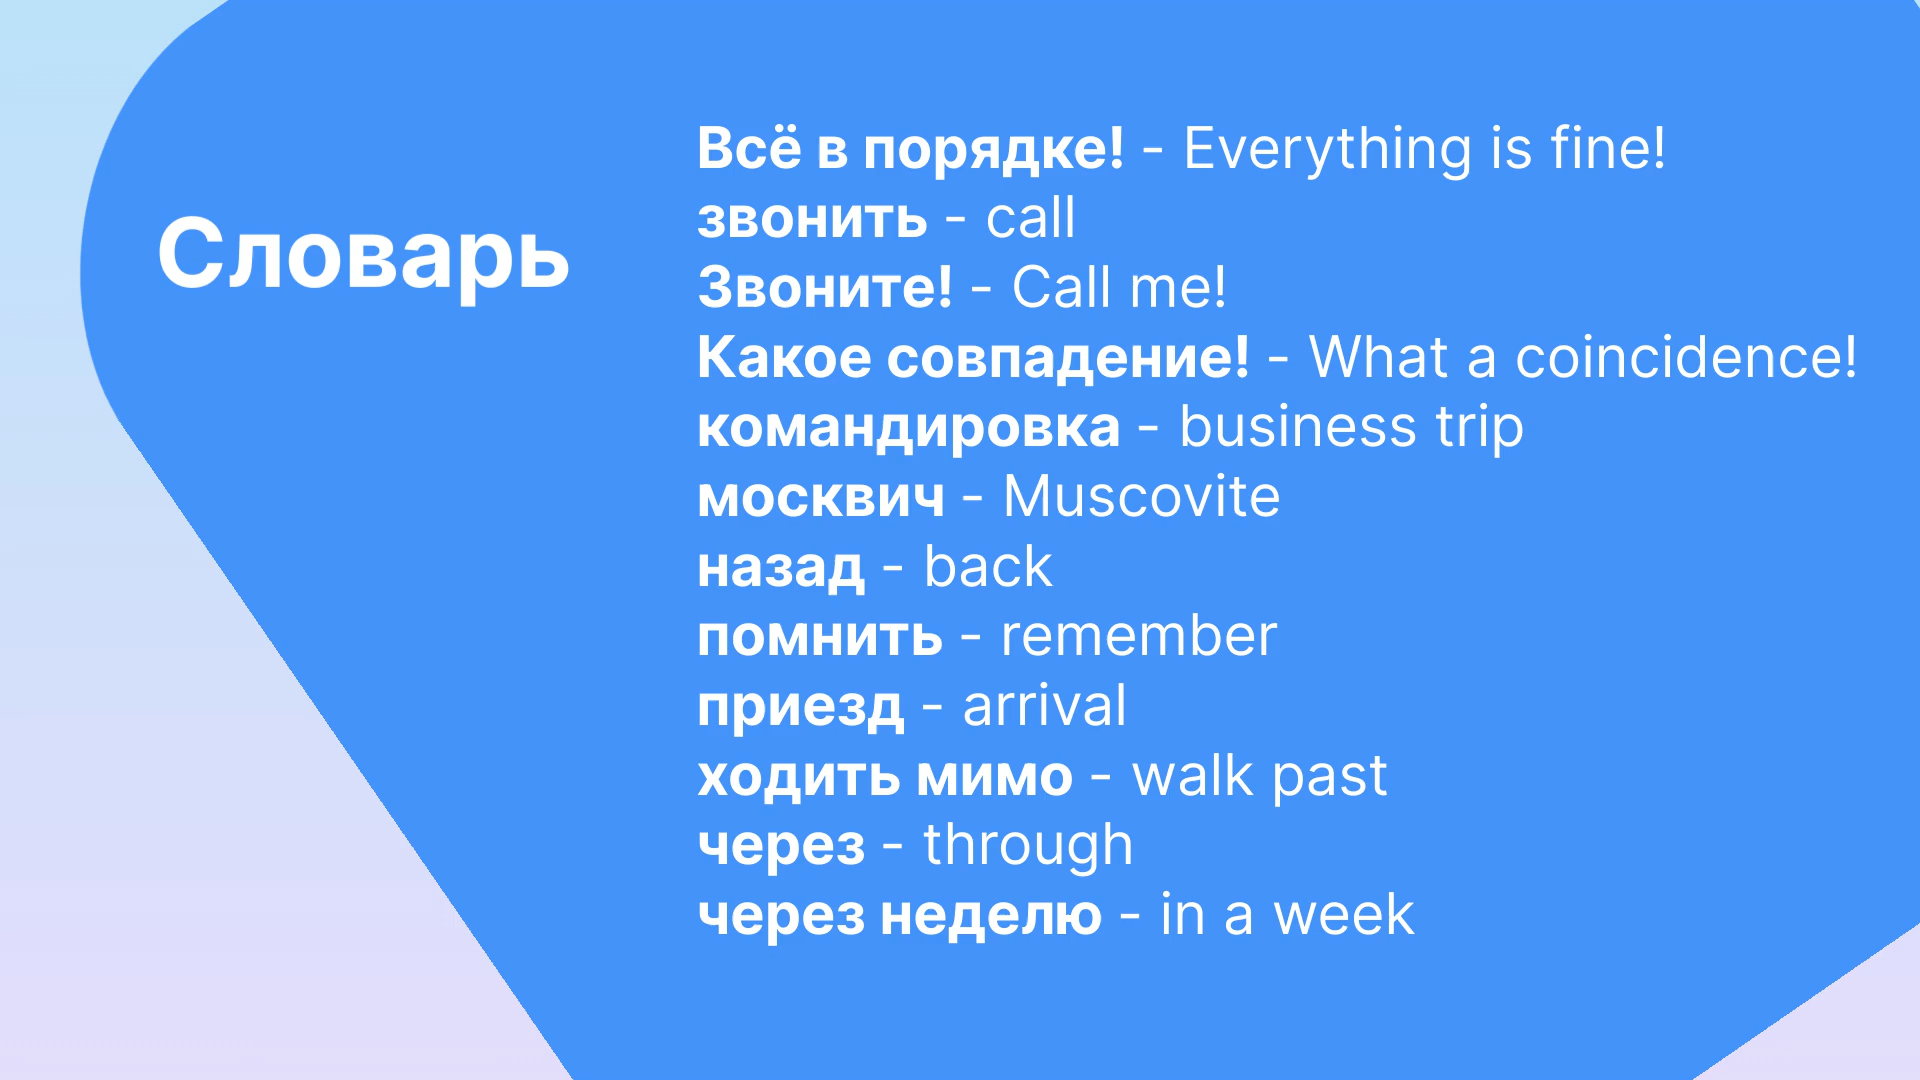 Словарь
Всё в порядке! - Everything is fine!
звонить - call
Звоните! - Call me!
Какое совпадение! - What a coincidence!
командировка - business trip
москвич - Muscovite
назад - back
помнить - remember
приезд - arrival
ходить мимо - walk past
через - through
через неделю - in a week